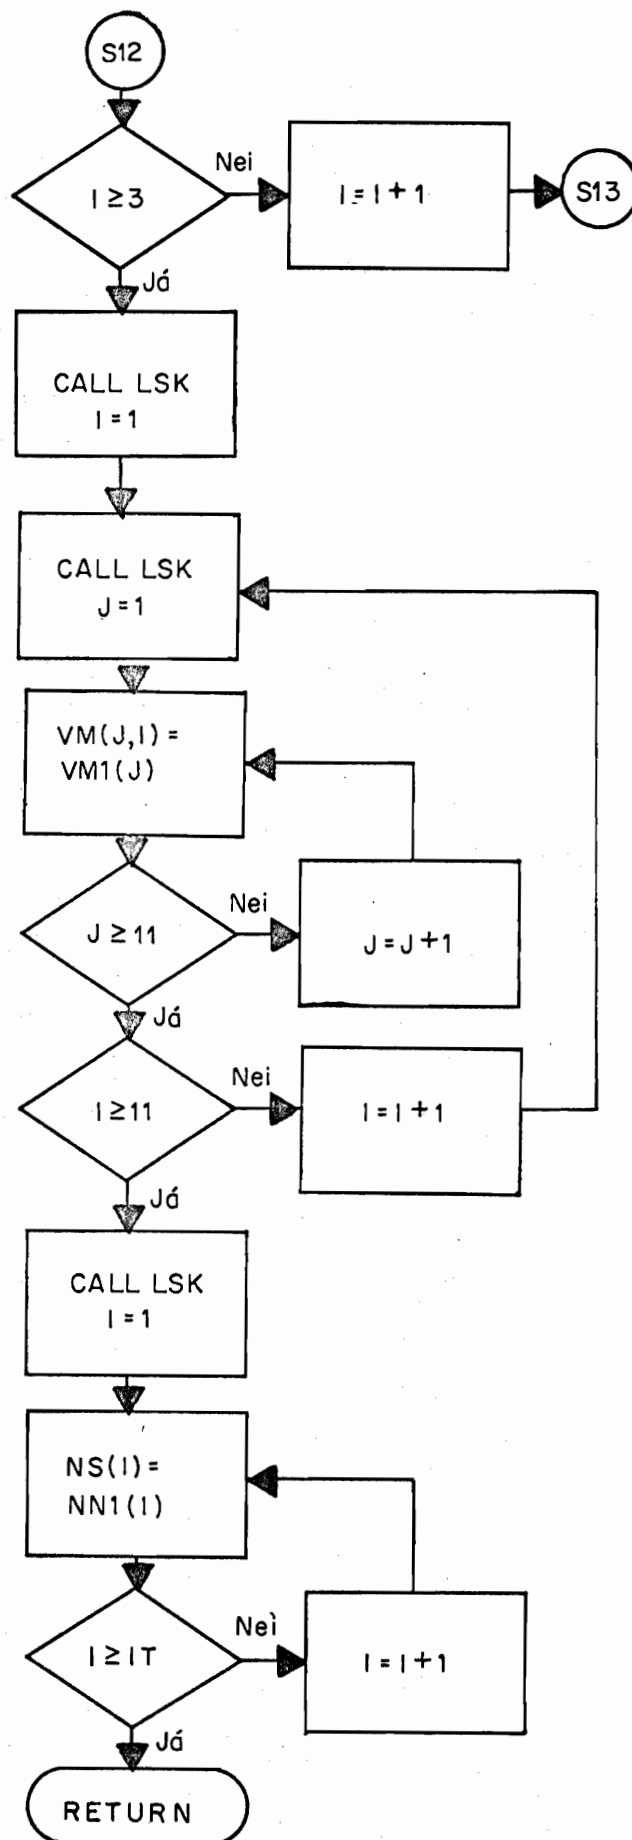 S12
I ≥ 3
Nei
I = I + 1
S13
Já
CALL LSK
I = 1
CALL LSK
J = 1
VM(J,I) =
VM1(J)
J ≥ 11
Nei
J = J + 1
Já
I ≥ 11
Nei
I = I + 1
Já
CALL LSK
I = 1
NS(I) =
NN1(I)
I ≥ IT
Nei
I = I + 1
Já
RETURN